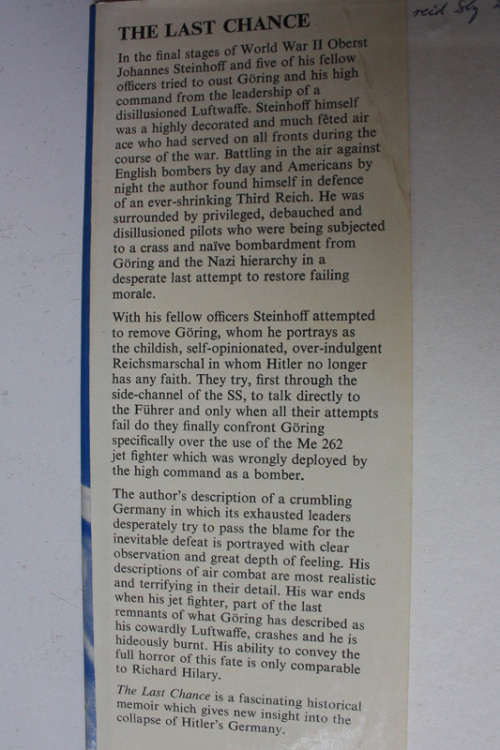 THE LAST CHANCE
In the final stages of World War II Oberst
Johannes Steinhoff and five of his fellow
officers tried to oust Göring and his high
command from the leadership of a
disillusioned Luftwaffe. Steinhoff himself
was a highly decorated and much fêted air
ace who had served on all fronts during the
course of the war. Battling in the air against
English bombers by day and Americans by
night the author found himself in defence
of an ever-shrinking Third Reich. He was
surrounded by privileged, debauched and
disillusioned pilots who were being subjected
to a crass and naïve bombardment from
Göring and the Nazi hierarchy in a
desperate last attempt to restore failing
morale.
With his fellow officers Steinhoff attempted
to remove Göring, whom he portrays as
the childish, self-opinionated, over-indulgent
Reichsmarschal in whom Hitler no longer
has any faith. They try, first through the
side-channel of the SS, to talk directly to
the Führer and only when all their attempts
fail do they finally confront Göring
specifically over the use of the Me 262
jet fighter which was wrongly deployed by
the high command as a bomber.
The author's description of a crumbling
Germany in which its exhausted leaders
desperately try to pass the blame for the
inevitable defeat is portrayed with clear
observation and great depth of feeling. His
descriptions of air combat are most realistic
and terrifying in their detail. His war ends
when his jet fighter, part of the last
remnants of what Göring has described as
his cowardly Luftwaffe, crashes and he is
hideously burnt. His ability to convey the
full horror of this fate is only comparable
to Richard Hilary.
The Last Chance is a fascinating historical
memoir which gives new insight into the
collapse of Hitler's Germany.